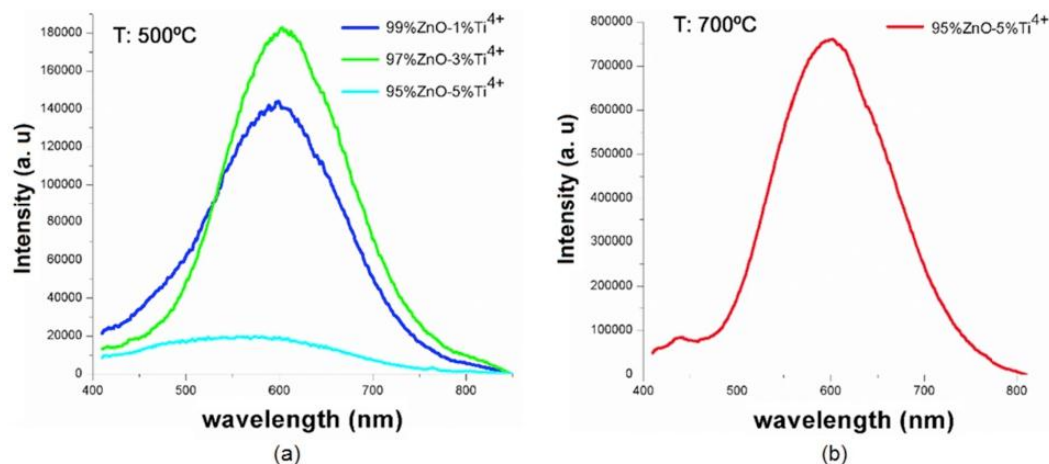 T: 500ºC
99%ZnO-1%Ti4+
97%ZnO-3%Ti4+
95%ZnO-5%Ti4+
Intensity (a. u)
180000
160000
140000
120000
100000
80000
60000
40000
20000
0
400
500
600
700
800
wavelength (nm)
(a)
T: 700ºC
95%ZnO-5%Ti4+
Intensity (a. u)
800000
700000
600000
500000
400000
300000
200000
100000
0
400
500
600
700
800
wavelength (nm)
(b)